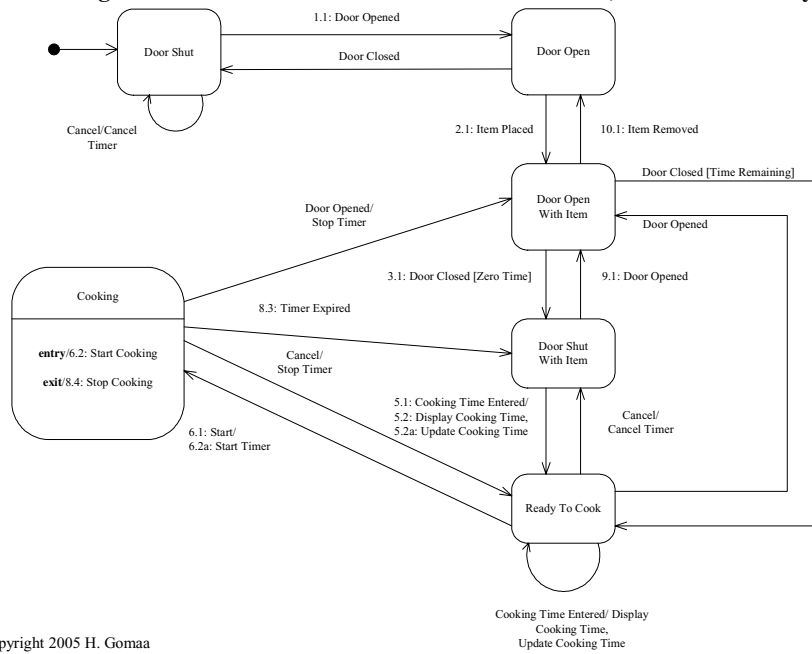 1.1: Door Opened
Door Shut
Door Open
Door Closed
Cancel/Cancel
Timer
2.1: Item Placed
10.1: Item Removed
Door Closed [Time Remaining]
Door Open
With Item
Door Opened/
Stop Timer
Door Opened
3.1: Door Closed [Zero Time]
9.1: Door Opened
Cooking
8.3: Timer Expired
entry/6.2: Start Cooking
exit/8.4: Stop Cooking
Door Shut
With Item
Cancel/
Stop Timer
5.1: Cooking Time Entered/
5.2: Display Cooking Time,
5.2a: Update Cooking Time
Cancel/
Cancel Timer
6.1: Start/
6.2a: Start Timer
Ready To Cook
Cooking Time Entered/ Display
Cooking Time,
Update Cooking Time
pyright 2005 H. Gomaa